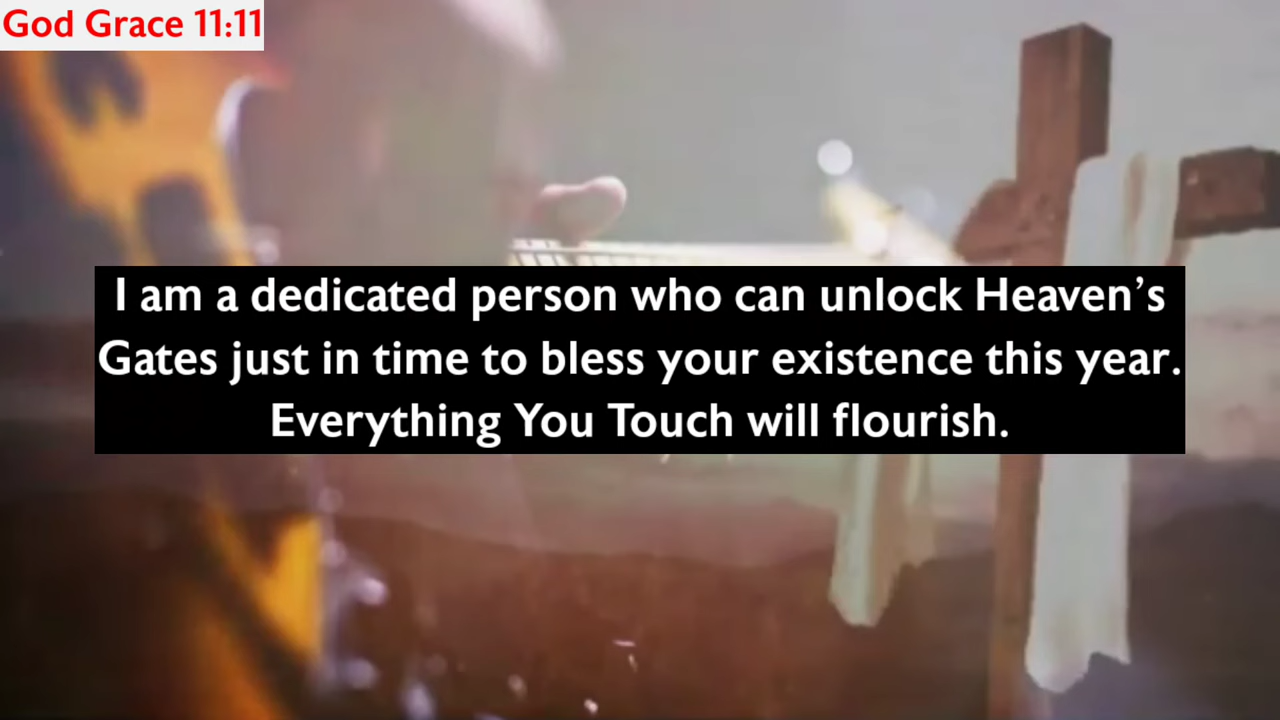 God Grace 11:11
I am a dedicated person who can unlock Heaven’s
Gates just in time to bless your existence this year.
Everything You Touch will flourish.